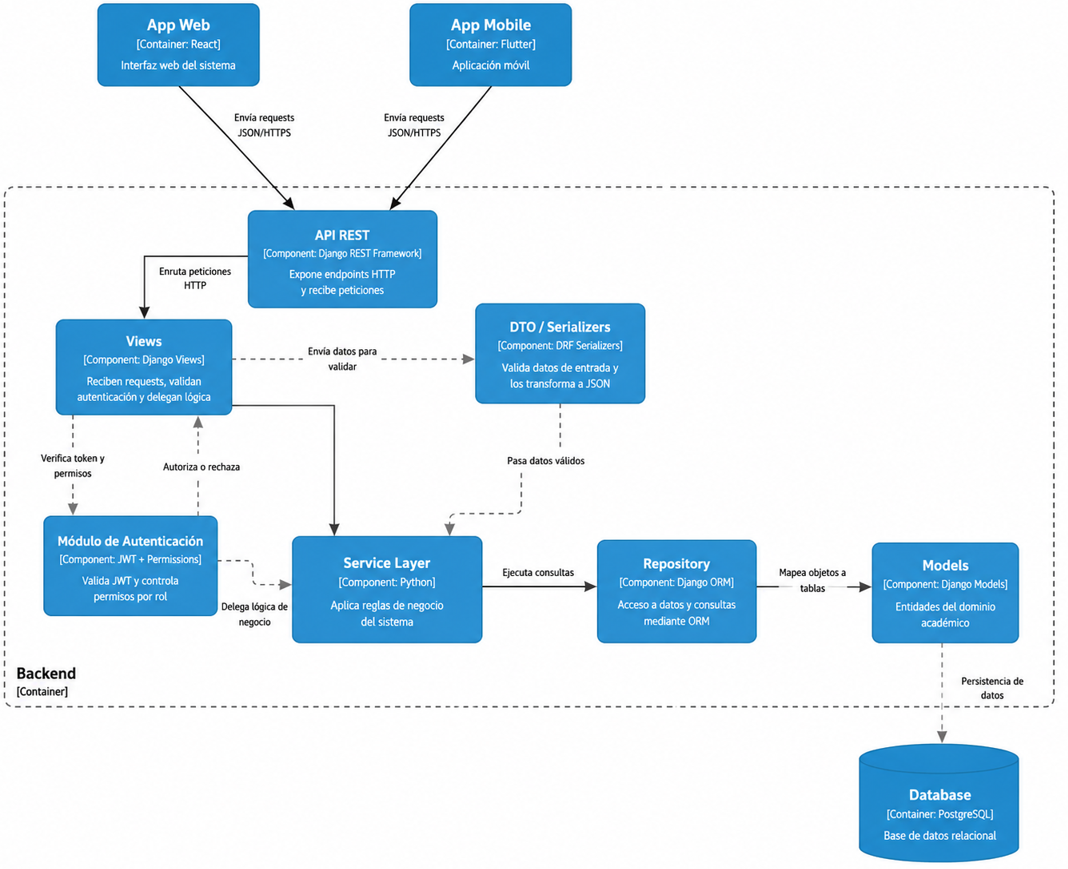 App Web
[Container: React]
Interfaz web del sistema
App Mobile
[Container: Flutter]
Aplicación móvil
Envía requests
JSON/HTTPS
Envía requests
JSON/HTTPS
API REST
[Component: Django REST Framework]
Expone endpoints HTTP
y recibe peticiones
Enruta peticiones
HTTP
Views
[Component: Django Views]
Reciben requests, validan
autenticación y delegan lógica
Envía datos para
validar
DTO / Serializers
[Component: DRF Serializers]
Valida datos de entrada y
los transforma a JSON
Verifica token y
permisos
Autoriza o rechaza
Pasa datos válidos
Módulo de Autenticación
[Component: JWT + Permissions]
Valida JWT y controla
permisos por rol
Delega lógica de
negocio
Service Layer
[Component: Python]
Aplica reglas de negocio
del sistema
Ejecuta consultas
Repository
[Component: Django ORM]
Acceso a datos y consultas
mediante ORM
Mapea objetos a
tablas
Models
[Component: Django Models]
Entidades del dominio
académico
Backend
[Container]
Persistencia de
datos
Database
[Container: PostgreSQL]
Base de datos relacional